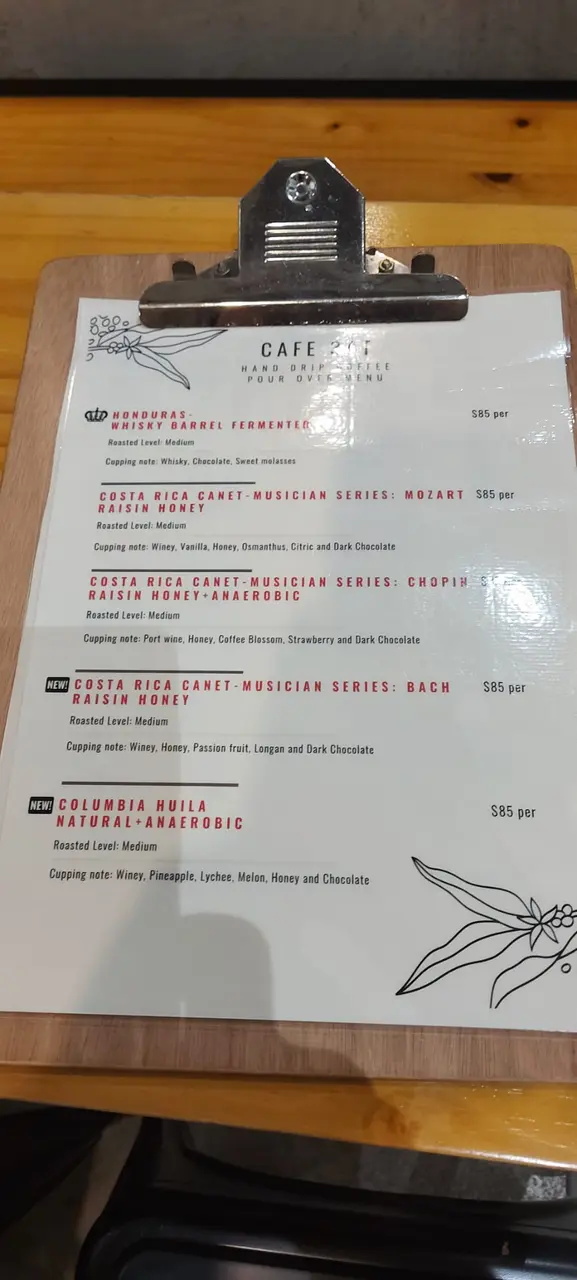 CAFE
HAND DRIP COFFEE
POUR OVER MENU
HONDURAS-
WHISKY BARREL FERMENTED
$85 per
Roasted Level: Medium
Cupping note: Whisky, Chocolate, Sweet molasses
COSTA RICA CANET-MUSICIAN SERIES: MOZART $85 per
RAISIN HONEY
Roasted Level: Medium
Cupping note: Winey, Vanilla, Honey, Osmanthus, Citric and Dark Chocolate
COSTA RICA CANET-MUSICIAN SERIES: CHOPIN
RAISIN HONEY+ANAEROBIC
Roasted Level: Medium
Cupping note: Port wine, Honey, Coffee Blossom, Strawberry and Dark Chocolate
NEW! COSTA RICA CANET-MUSICIAN SERIES: BACH $85 per
RAISIN HONEY
Roasted Level: Medium
Cupping note: Winey, Honey, Passion fruit, Longan and Dark Chocolate
NEW! COLUMBIA HUILA $85 per
NATURAL+ANAEROBIC
Roasted Level: Medium
Cupping note: Winey, Pineapple, Lychee, Melon, Honey and Chocolate